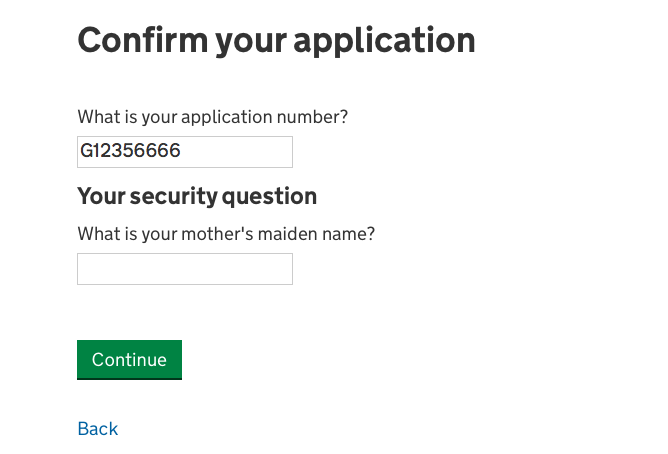 Confirm your application
What is your application number?
G12356666
Your security question
What is your mother's maiden name?
Continue
Back